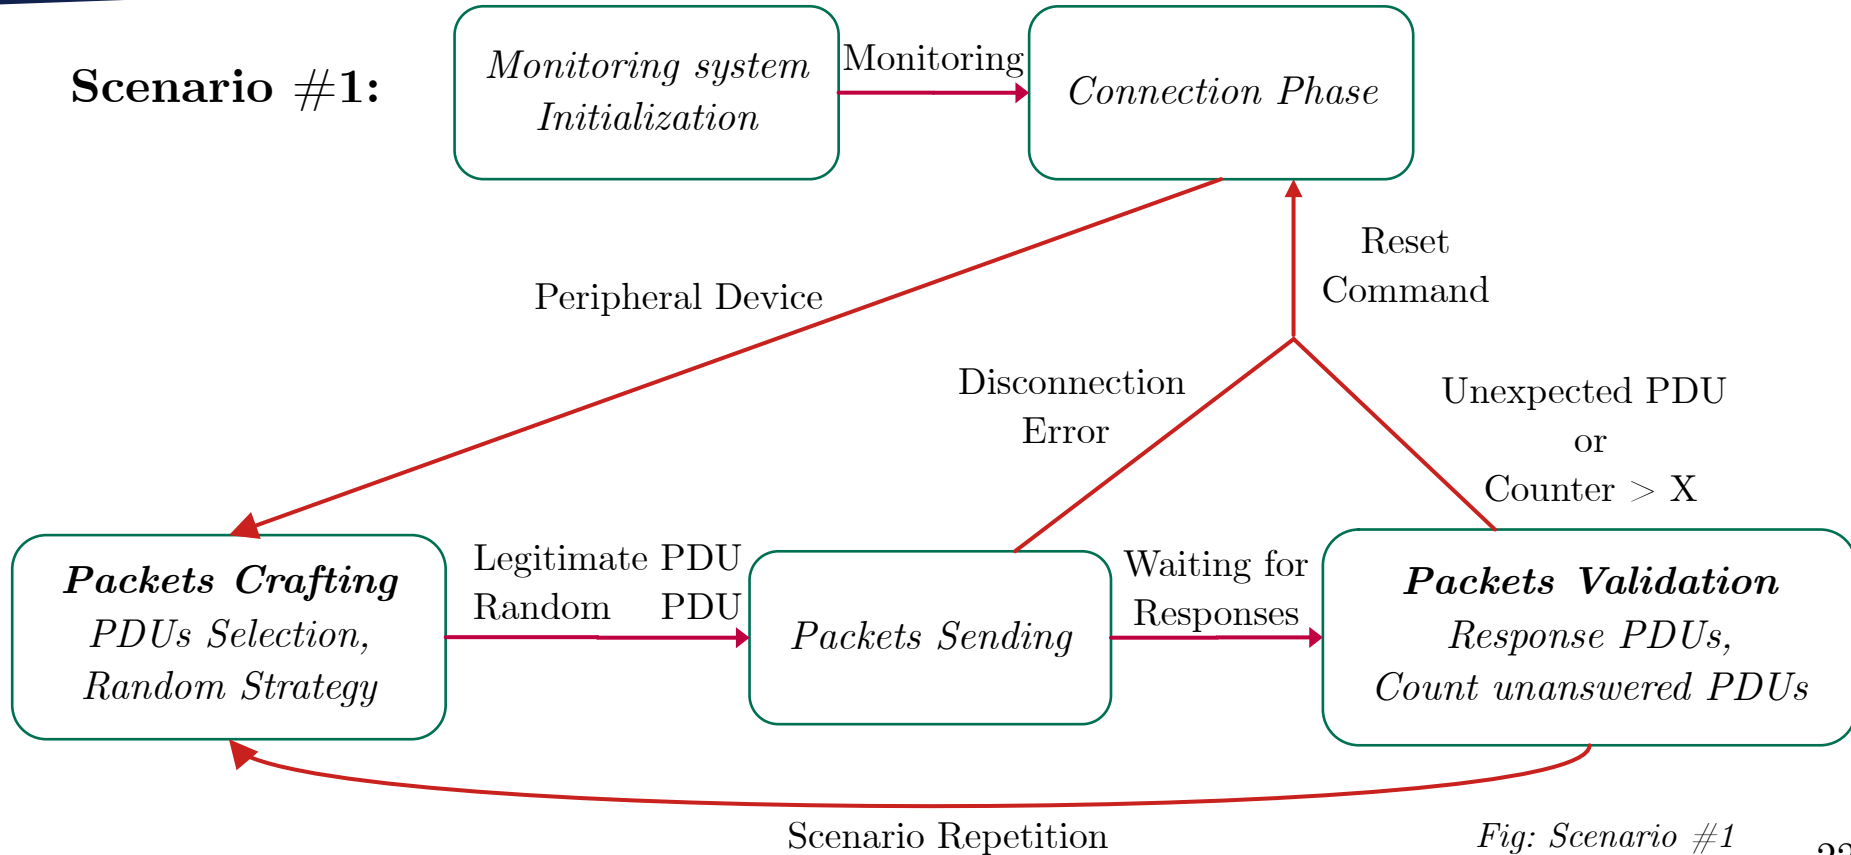 Scenario #1:
Monitoring system
Initialization
Monitoring
Connection Phase
Peripheral Device
Reset
Command
Disconnection
Error
Unexpected PDU
or
Counter > X
Packets Crafting
PDUs Selection,
Random Strategy
Legitimate PDU
Random PDU
Packets Sending
Waiting for
Responses
Packets Validation
Response PDUs,
Count unanswered PDUs
Scenario Repetition
Fig: Scenario #1